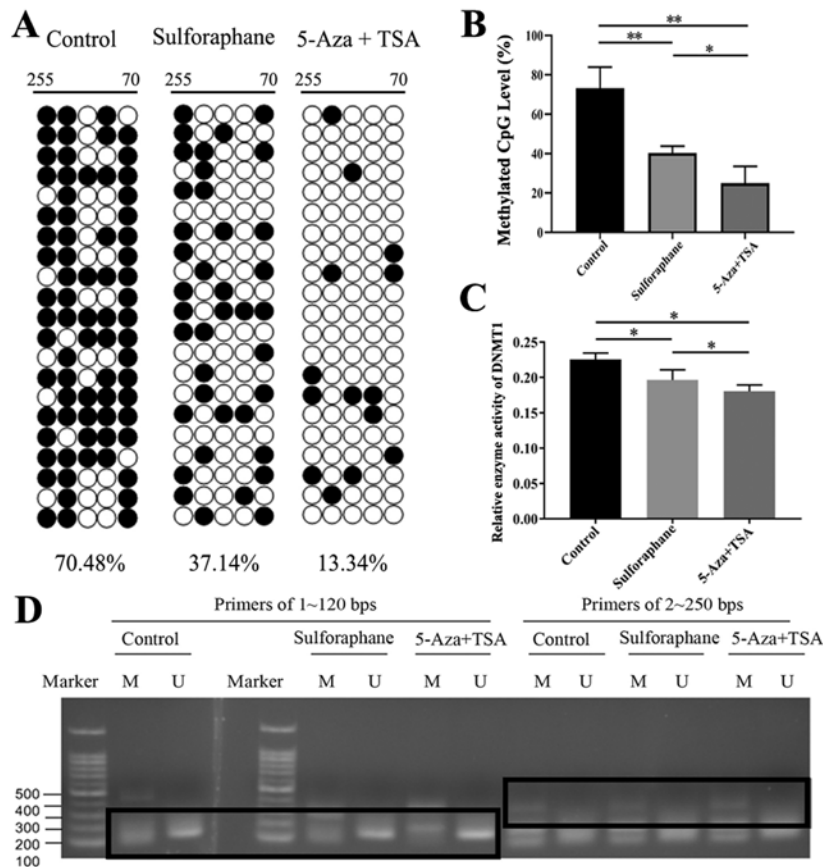 A
Control Sulforaphane 5-Aza + TSA
255 70 255 70 255 70
70.48% 37.14% 13.34%
B
Methylated CpG Level (%)
100
80
60
40
20
0
** ** *
Control Sulforaphane 5-Aza+TSA
C
Relative enzyme activity of DNMT1
0.25
0.20
0.15
0.10
0.05
0.00
* * *
Control Sulforaphane 5-Aza+TSA
D
Primers of 1~120 bps Primers of 2~250 bps
Control Sulforaphane 5-Aza+TSA Control Sulforaphane 5-Aza+TSA
Marker M U Marker M U M U M U M U M U
500
400
300
200
100